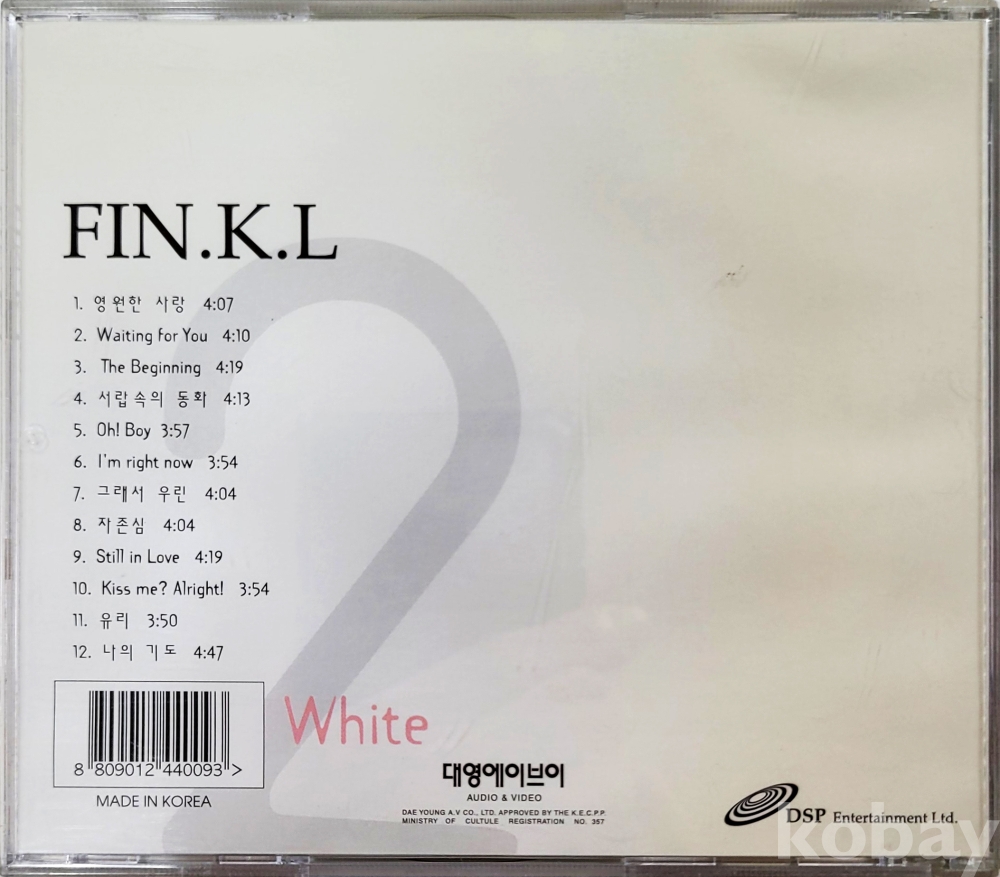 FIN.K.L
1. 영원한 사랑 4:07
2. Waiting for You 4:10
3. The Beginning 4:19
4. 서랍속의 동화 4:13
5. Oh! Boy 3:57
6. I'm right now 3:54
7. 그래서 우린 4:04
8. 자존심 4:04
9. Still in Love 4:19
10. Kiss me? Alright! 3:54
11. 유리 3:50
12. 나의 기도 4:47
2
White
8 809012 440093 >
MADE IN KOREA
대영에이브이
AUDIO & VIDEO
DAE YOUNG A.V CO., LTD. APPROVED BY THE K.E.C.P.P.
MINISTRY OF CULTULE REGISTRATION NO. 357
DSP Entertainment Ltd.
kobay